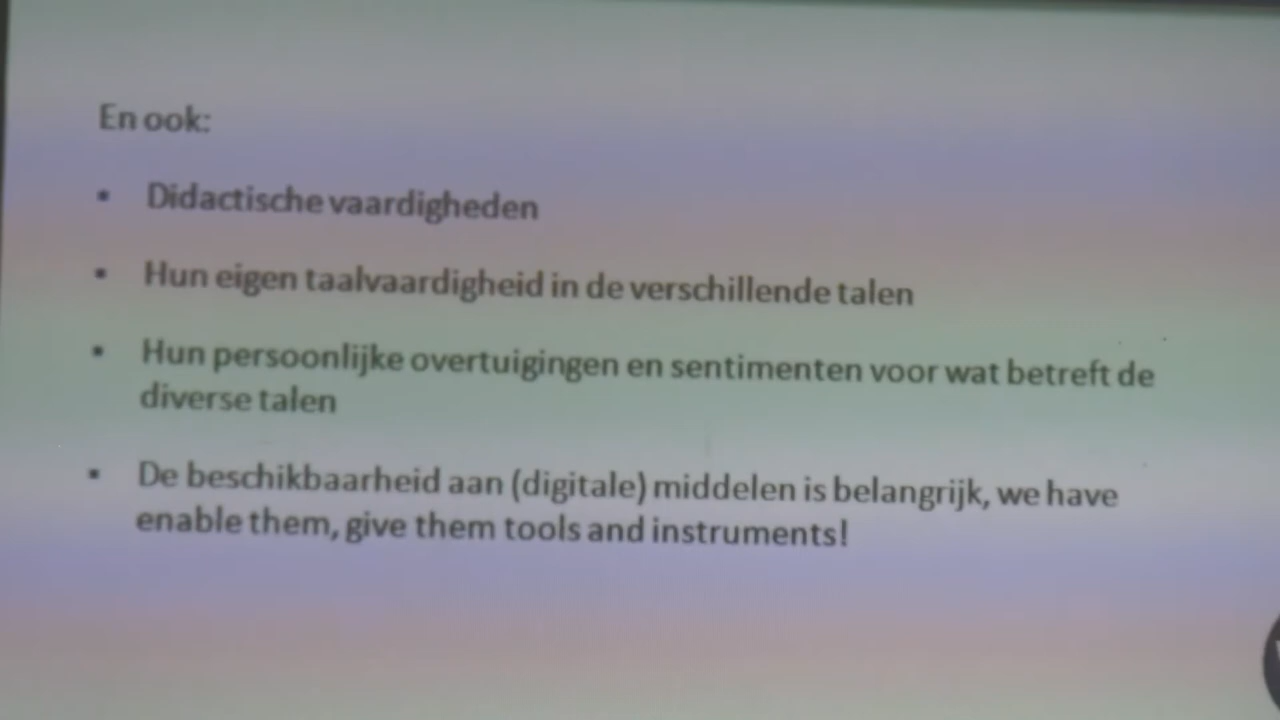 En ook:
Didactische vaardigheden
Hun eigen taalvaardigheid in de verschillende talen
Hun persoonlijke overtuigingen en sentimenten voor wat betreft de
diverse talen
De beschikbaarheid aan (digitale) middelen is belangrijk, we have
enable them, give them tools and instruments!